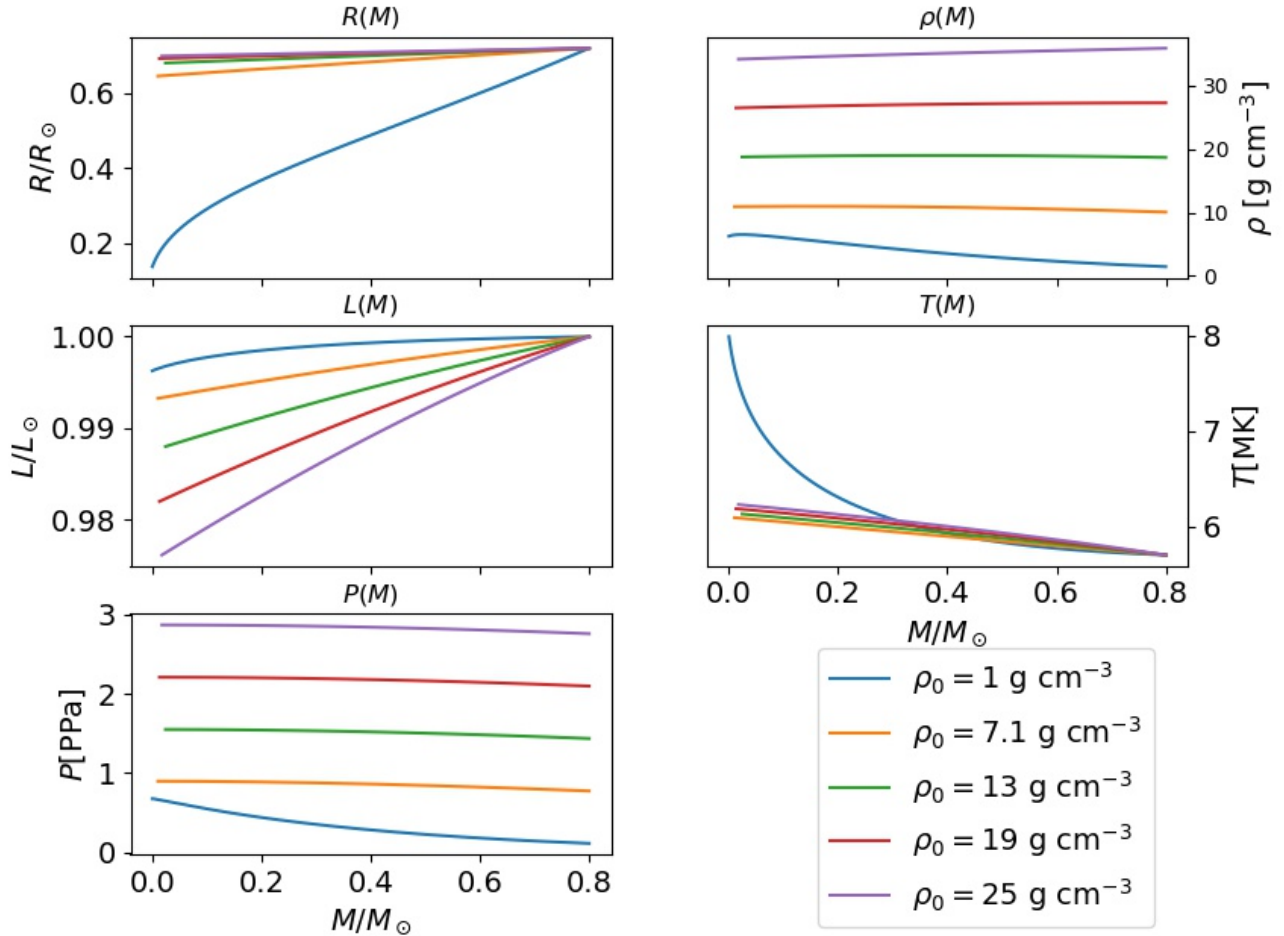 R(M)
0.6
0.4
0.2
R/R⊙
ρ(M)
30
20
10
0
ρ [g cm⁻³]
L(M)
1.00
0.99
0.98
L/L⊙
T(M)
8
7
6
T[MK]
0.0 0.2 0.4 0.6 0.8
M/M⊙
P(M)
3
2
1
0
P[PPa]
0.0 0.2 0.4 0.6 0.8
M/M⊙
ρ₀ = 1 g cm⁻³
ρ₀ = 7.1 g cm⁻³
ρ₀ = 13 g cm⁻³
ρ₀ = 19 g cm⁻³
ρ₀ = 25 g cm⁻³